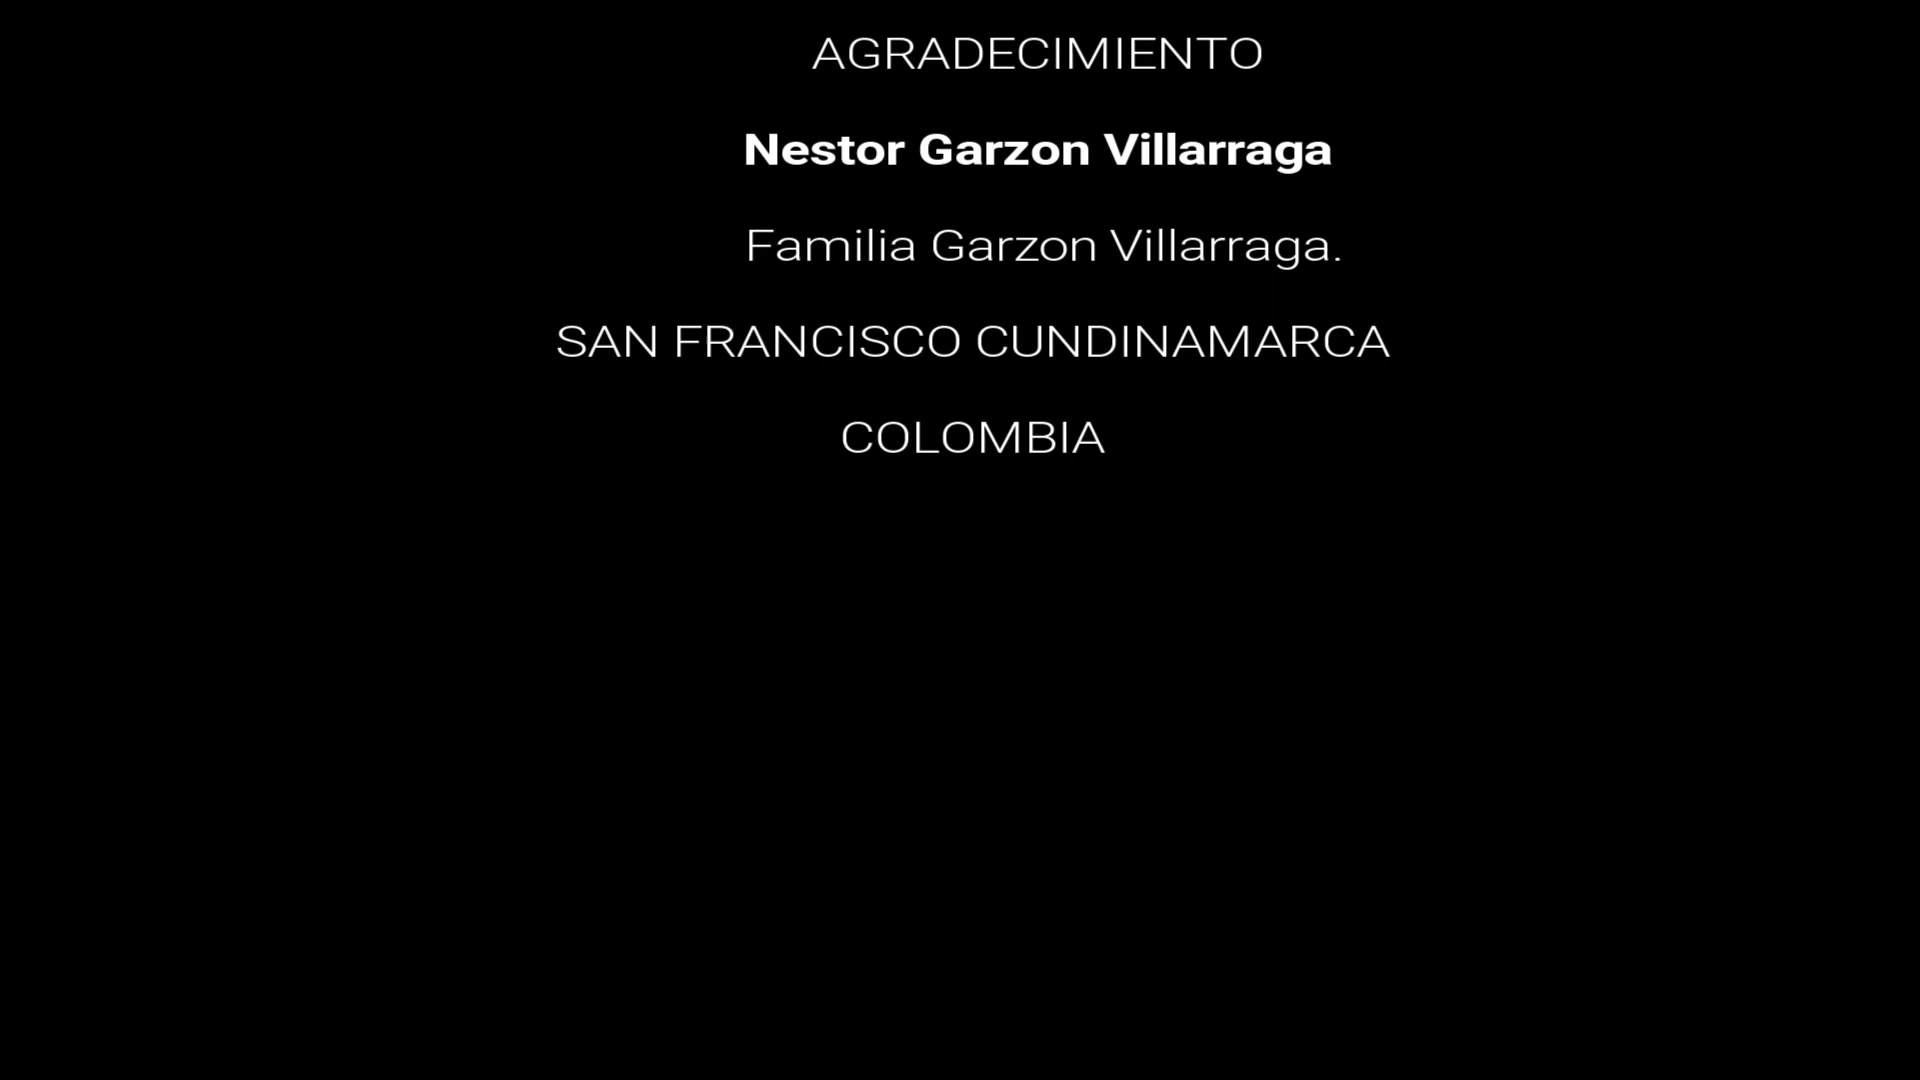 AGRADECIMIENTO
Nestor Garzon Villarraga
Familia Garzon Villarraga.
SAN FRANCISCO CUNDINAMARCA
COLOMBIA